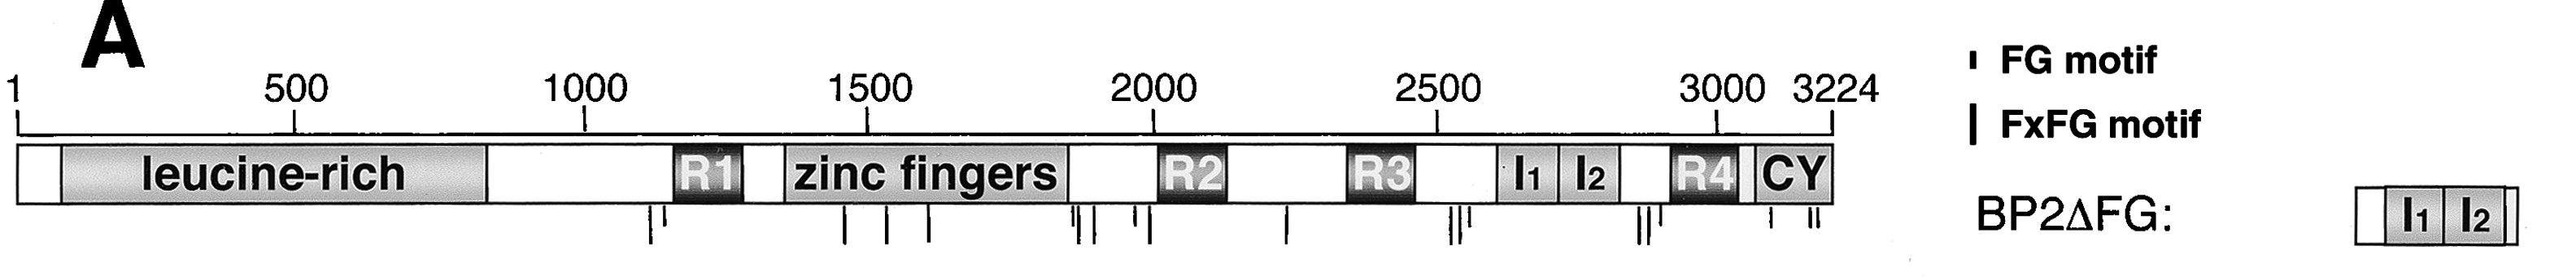 A
1 500 1000 1500 2000 2500 3000 3224
leucine-rich R1 zinc fingers R2 R3 I1 I2 R4 CY
FG motif
FxFG motif
BP2ΔFG: I1 I2